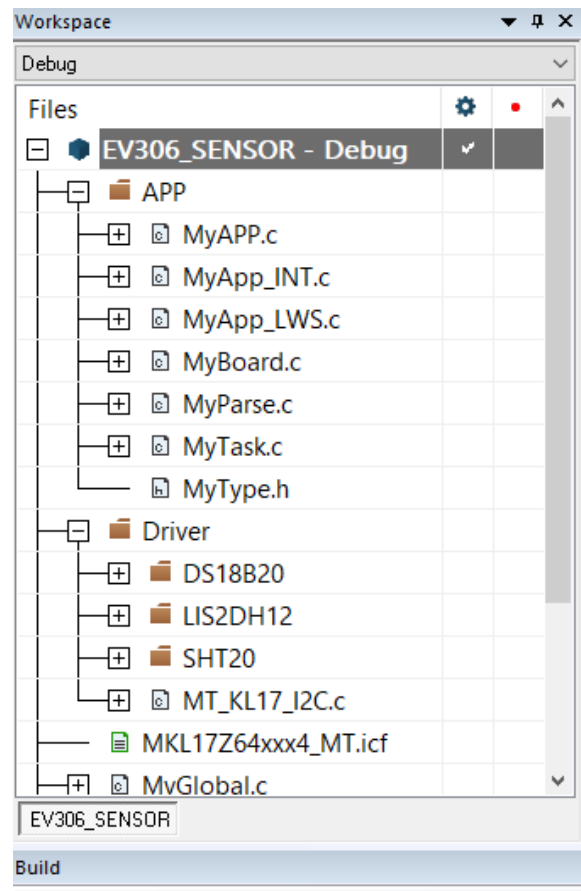 Workspace
Debug
Files
EV306_SENSOR - Debug
APP
MyAPP.c
MyApp_INT.c
MyApp_LWS.c
MyBoard.c
MyParse.c
MyTask.c
MyType.h
Driver
DS18B20
LIS2DH12
SHT20
MT_KL17_I2C.c
MKL17Z64xxx4_MT.icf
MyGlobal.c
EV306_SENSOR
Build